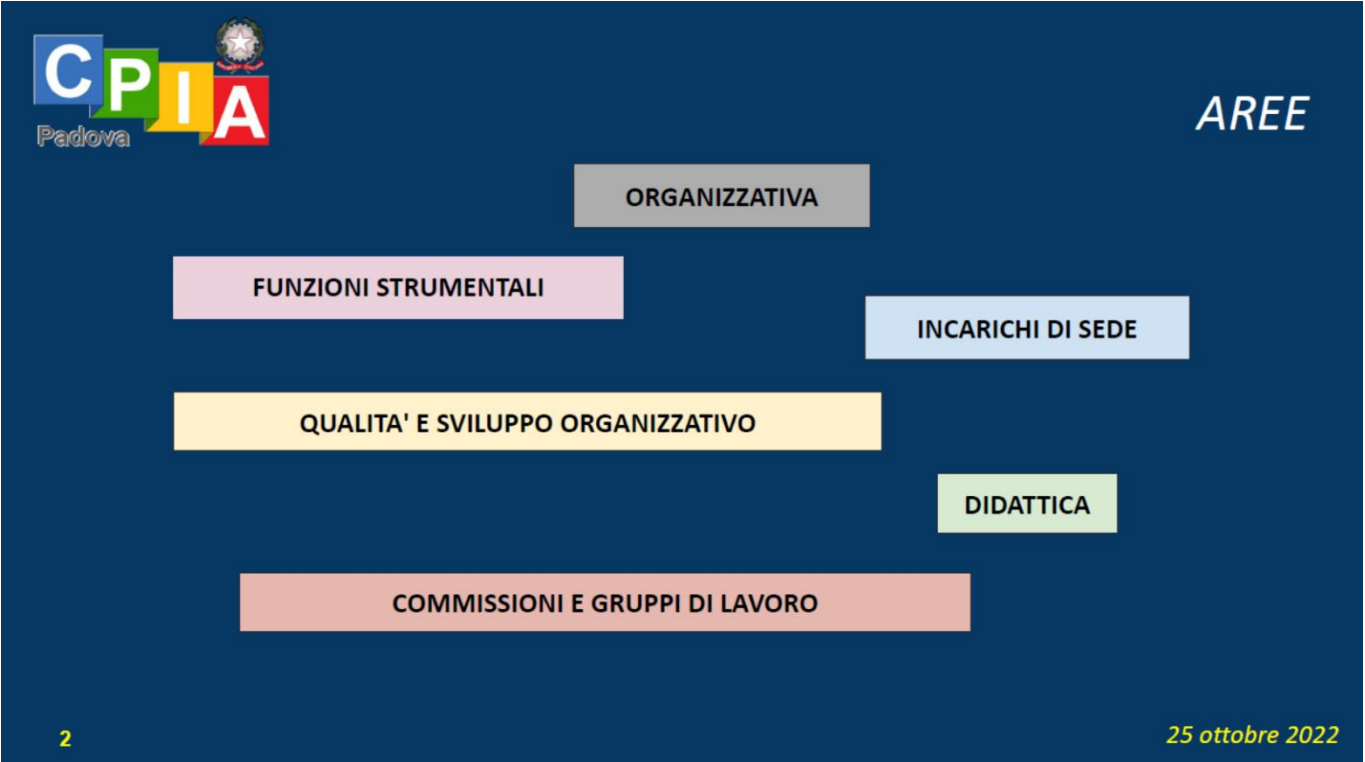 CPIA
Padova
AREE
ORGANIZZATIVA
FUNZIONI STRUMENTALI
INCARICHI DI SEDE
QUALITA' E SVILUPPO ORGANIZZATIVO
DIDATTICA
COMMISSIONI E GRUPPI DI LAVORO
2
25 ottobre 2022